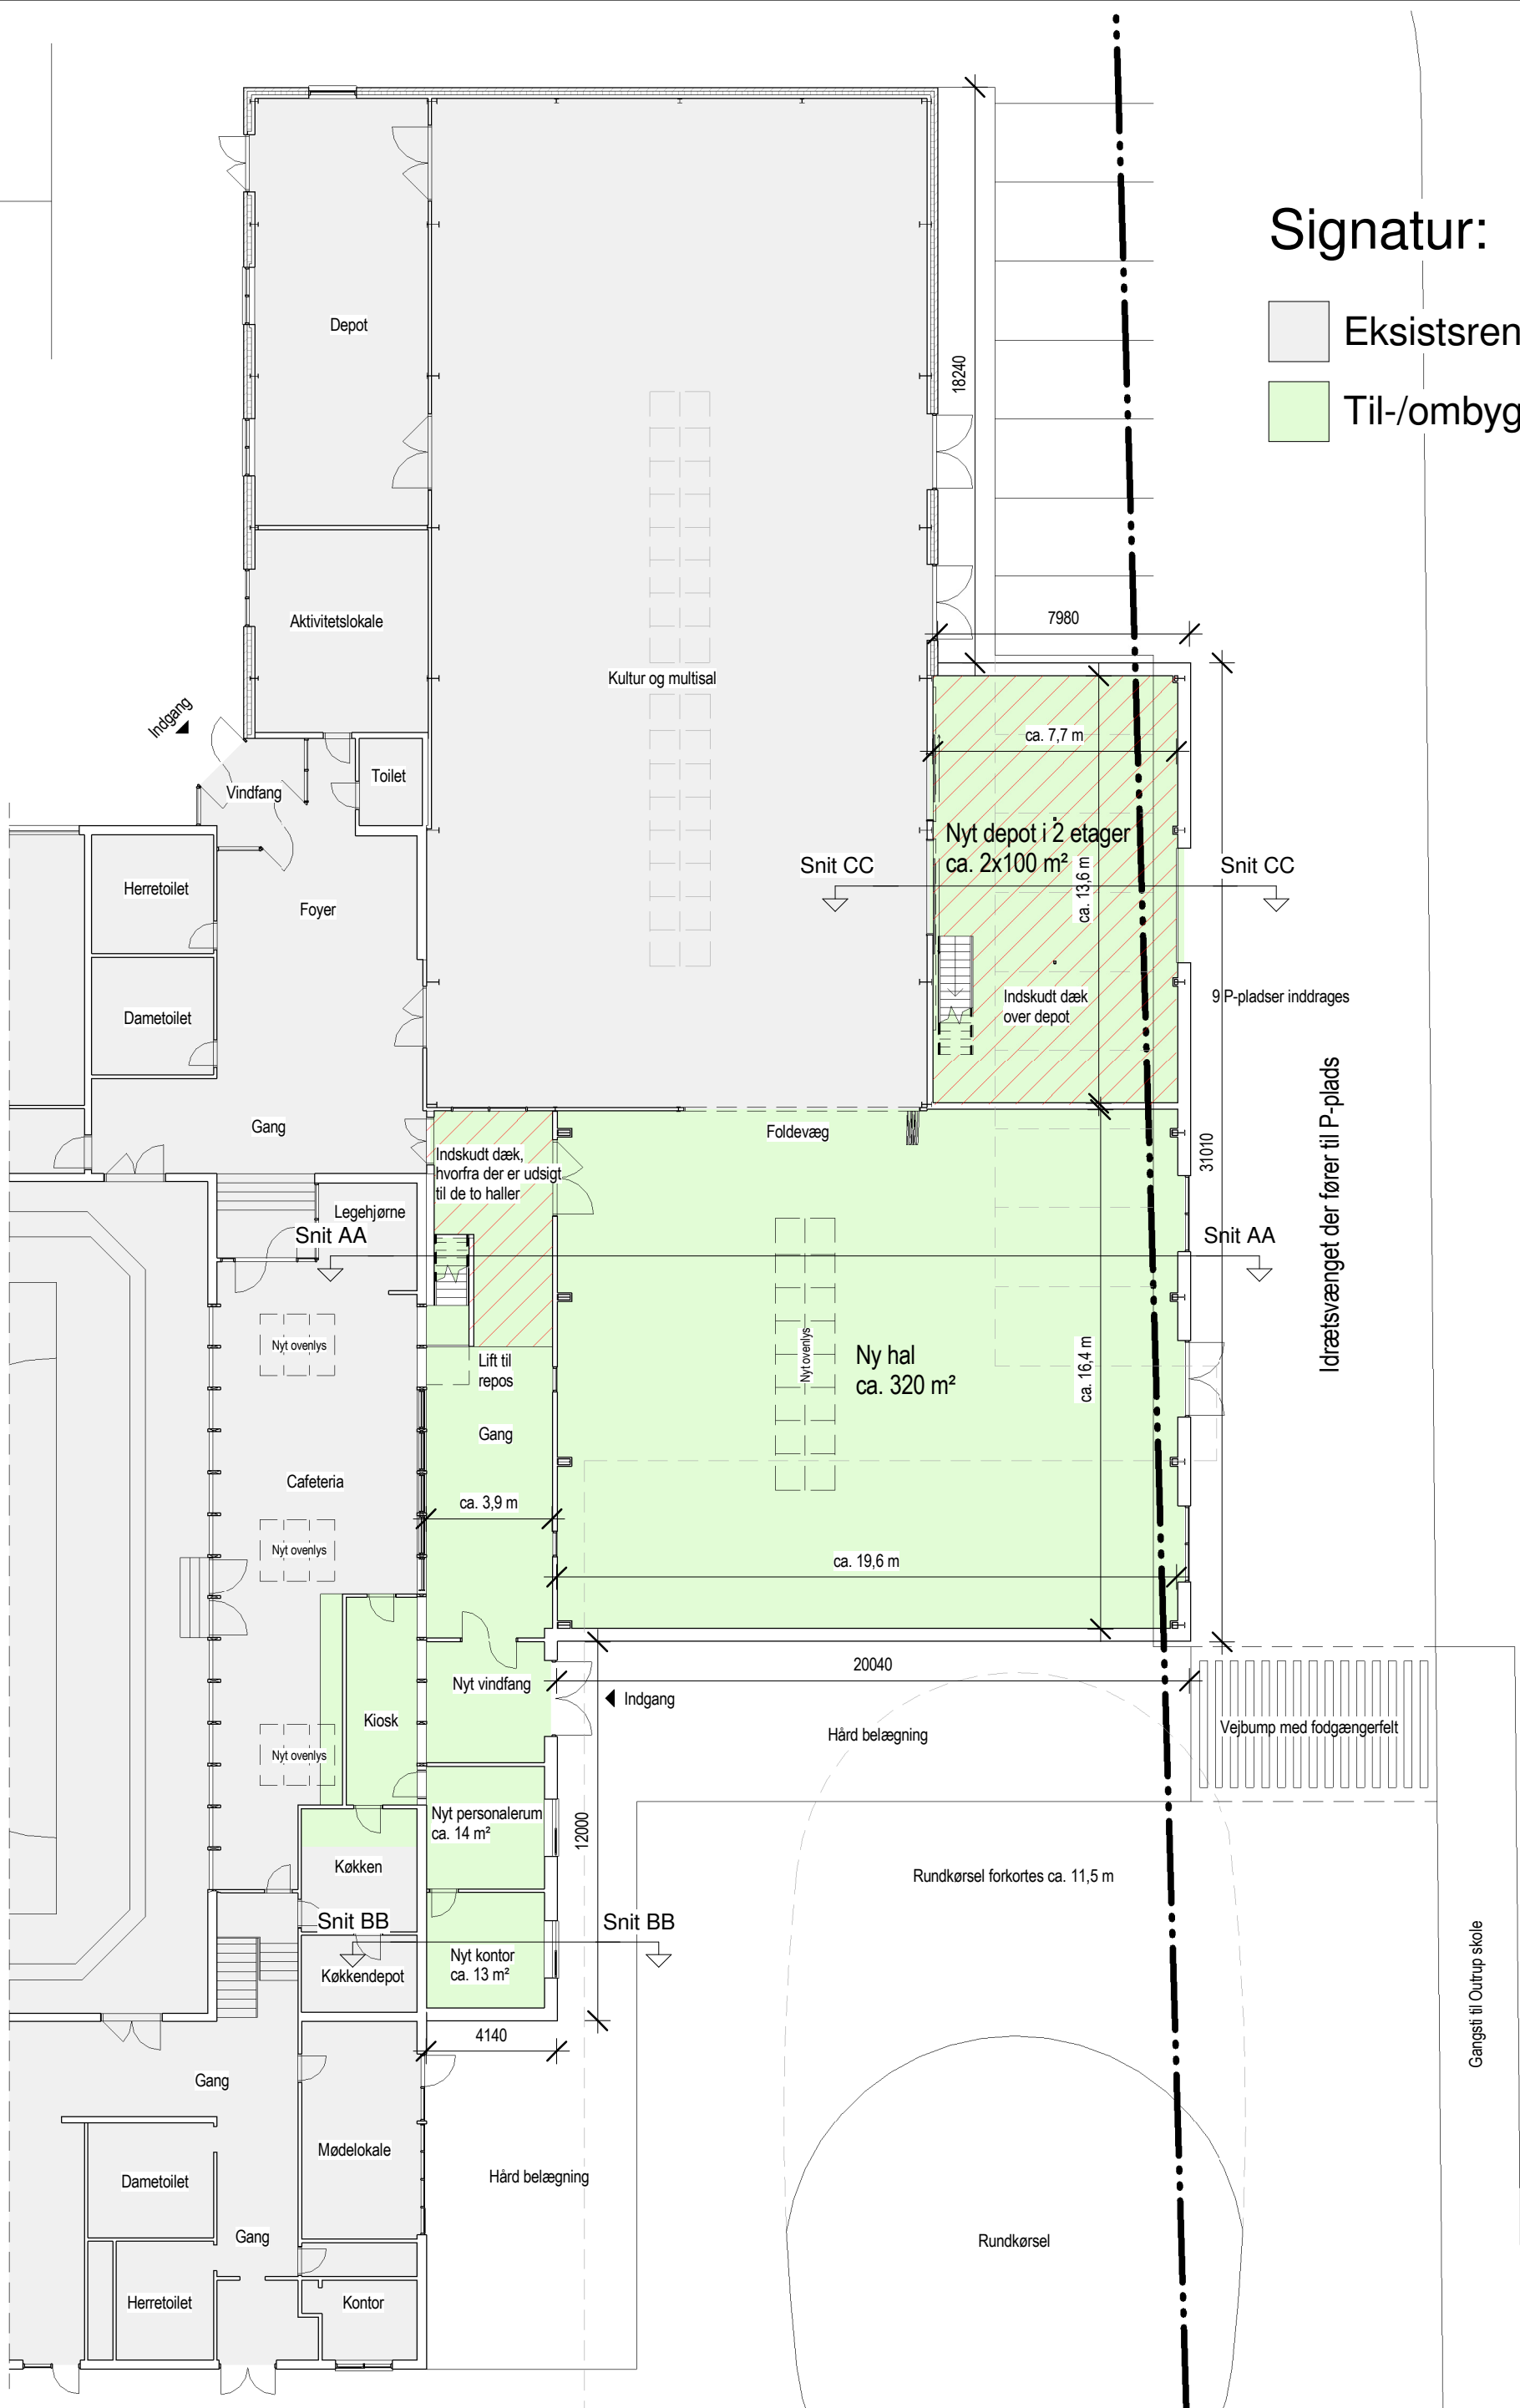 Signatur:
Eksistsren
Til-/ombyg
Depot
18240
Aktivitetslokale
7980
Kultur og multisal
Indgang
ca. 7,7 m
Toilet
Vindfang
Nyt depot i 2 etager
ca. 2x100 m²
Snit CC
Snit CC
ca. 13,6 m
Herretoilet
Foyer
Indskudt dæk
over depot
9 P-pladser inddrages
Dametoilet
Idrætsvænget der fører til P-plads
Gang
Foldevæg
31010
Indskudt dæk,
hvorfra der er udsigt
til de to haller
Legehjørne
Snit AA
Snit AA
Nyt ovenlys
Nyt ovenlys
Ny hal
ca. 320 m²
ca. 16,4 m
Lift til
repos
Gang
Cafeteria
ca. 3,9 m
Nyt ovenlys
ca. 19,6 m
20040
Nyt vindfang
Indgang
Kiosk
Nyt ovenlys
Hård belægning
Vejbump med fodgængerfelt
Nyt personalerum
ca. 14 m²
12000
Køkken
Rundkørsel forkortes ca. 11,5 m
Snit BB
Snit BB
Nyt kontor
ca. 13 m²
Køkkendepot
Gangsti til Outrup skole
4140
Gang
Mødelokale
Dametoilet
Hård belægning
Gang
Rundkørsel
Herretoilet
Kontor